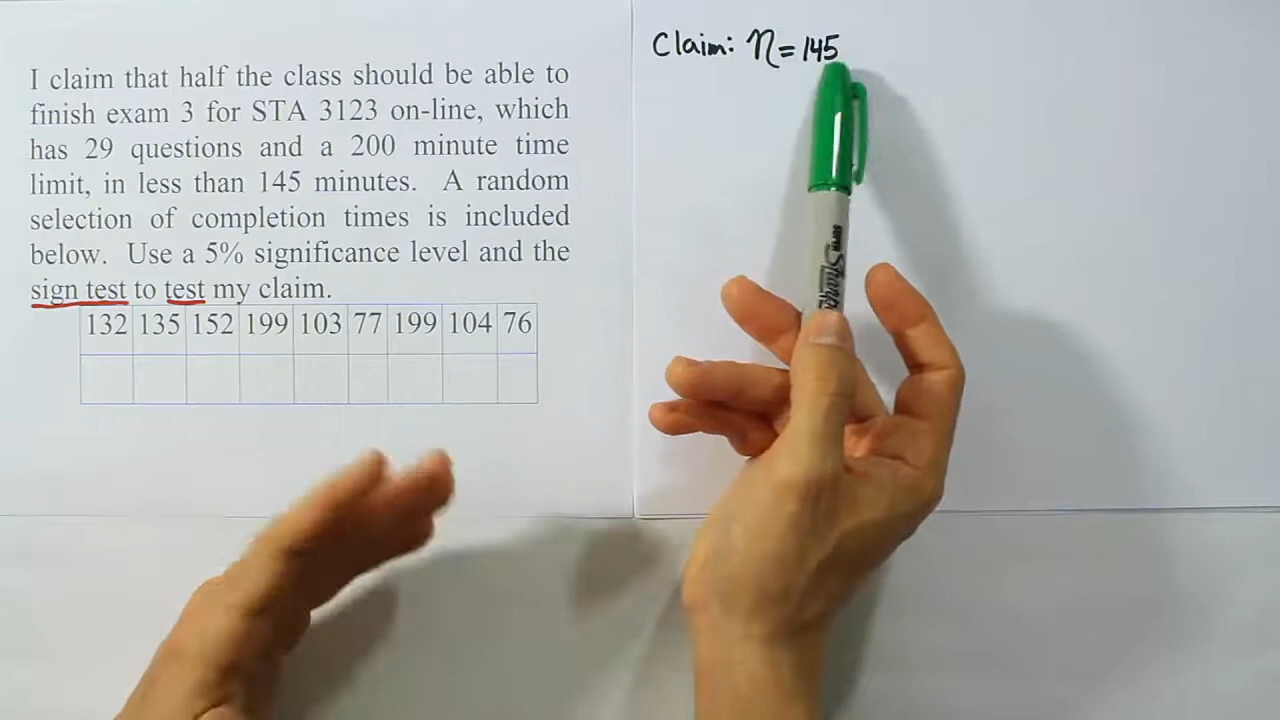 Claim: η = 145
I claim that half the class should be able to
finish exam 3 for STA 3123 on-line, which
has 29 questions and a 200 minute time
limit, in less than 145 minutes. A random
selection of completion times is included
below. Use a 5% significance level and the
sign test to test my claim.
132 135 152 199 103 77 199 104 76
SUPER Sharpie